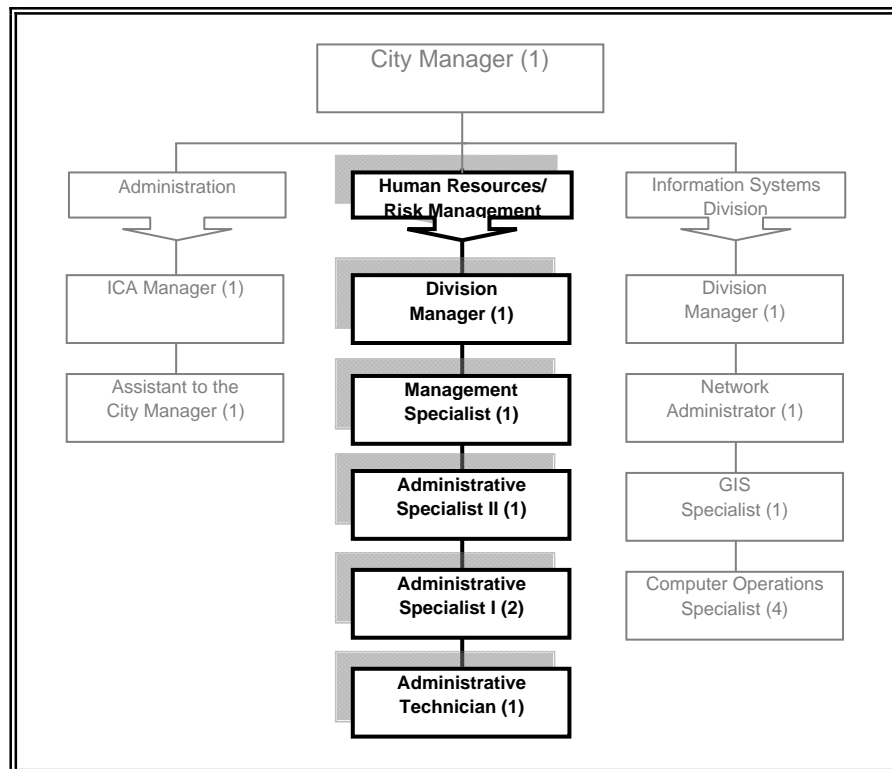 City Manager (1)
Administration
Human Resources/
Risk Management
Information Systems
Division
ICA Manager (1)
Assistant to the
City Manager (1)
Division
Manager (1)
Management
Specialist (1)
Administrative
Specialist II (1)
Administrative
Specialist I (2)
Administrative
Technician (1)
Division
Manager (1)
Network
Administrator (1)
GIS
Specialist (1)
Computer Operations
Specialist (4)